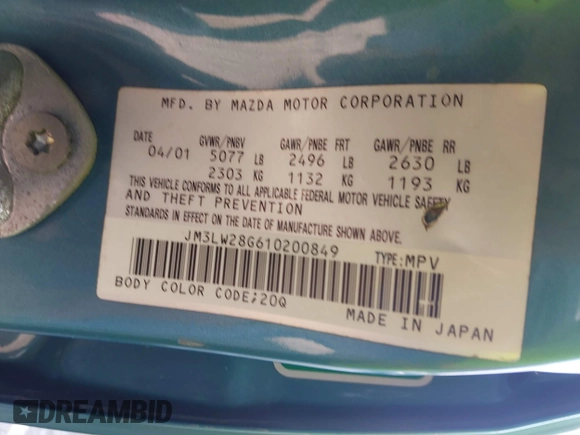 MFD. BY MAZDA MOTOR CORPORATION
DATE GVWR/PNBV GAWR/PNBE FRT GAWR/PNBE RR
04/01 5077 LB 2496 LB 2630 LB
2303 KG 1132 KG 1193 KG
THIS VEHICLE CONFORMS TO ALL APPLICABLE FEDERAL MOTOR VEHICLE SAFETY
AND THEFT PREVENTION
STANDARDS IN EFFECT ON THE DATE OF MANUFACTURE SHOWN ABOVE.
JM3LW28G610200849 TYPE:MPV
BODY COLOR CODE;20Q
MADE IN JAPAN
DREAMBID